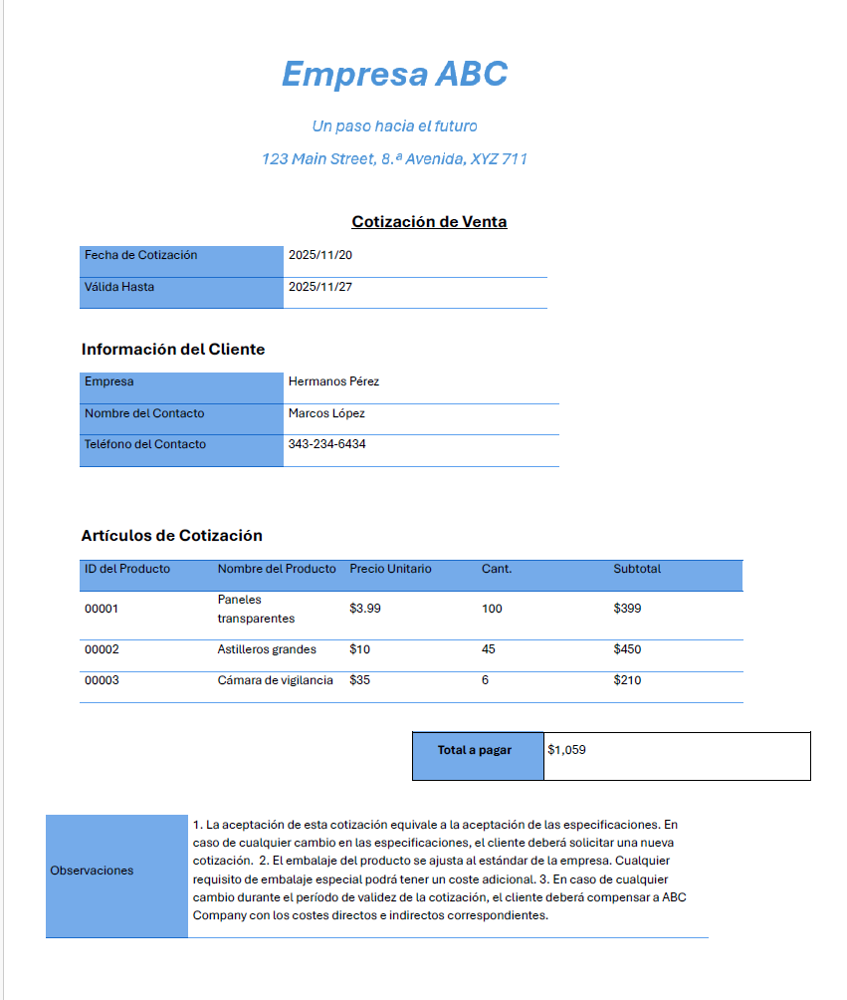 Empresa ABC
Un paso hacia el futuro
123 Main Street, 8.ª Avenida, XYZ 711
Cotización de Venta
Fecha de Cotización 2025/11/20
Válida Hasta 2025/11/27
Información del Cliente
Empresa Hermanos Pérez
Nombre del Contacto Marcos López
Teléfono del Contacto 343-234-6434
Artículos de Cotización
ID del Producto Nombre del Producto Precio Unitario Cant. Subtotal
00001 Paneles transparentes $3.99 100 $399
00002 Astilleros grandes $10 45 $450
00003 Cámara de vigilancia $35 6 $210
Total a pagar $1,059
Observaciones
1. La aceptación de esta cotización equivale a la aceptación de las especificaciones. En
caso de cualquier cambio en las especificaciones, el cliente deberá solicitar una nueva
cotización. 2. El embalaje del producto se ajusta al estándar de la empresa. Cualquier
requisito de embalaje especial podrá tener un coste adicional. 3. En caso de cualquier
cambio durante el período de validez de la cotización, el cliente deberá compensar a ABC
Company con los costes directos e indirectos correspondientes.